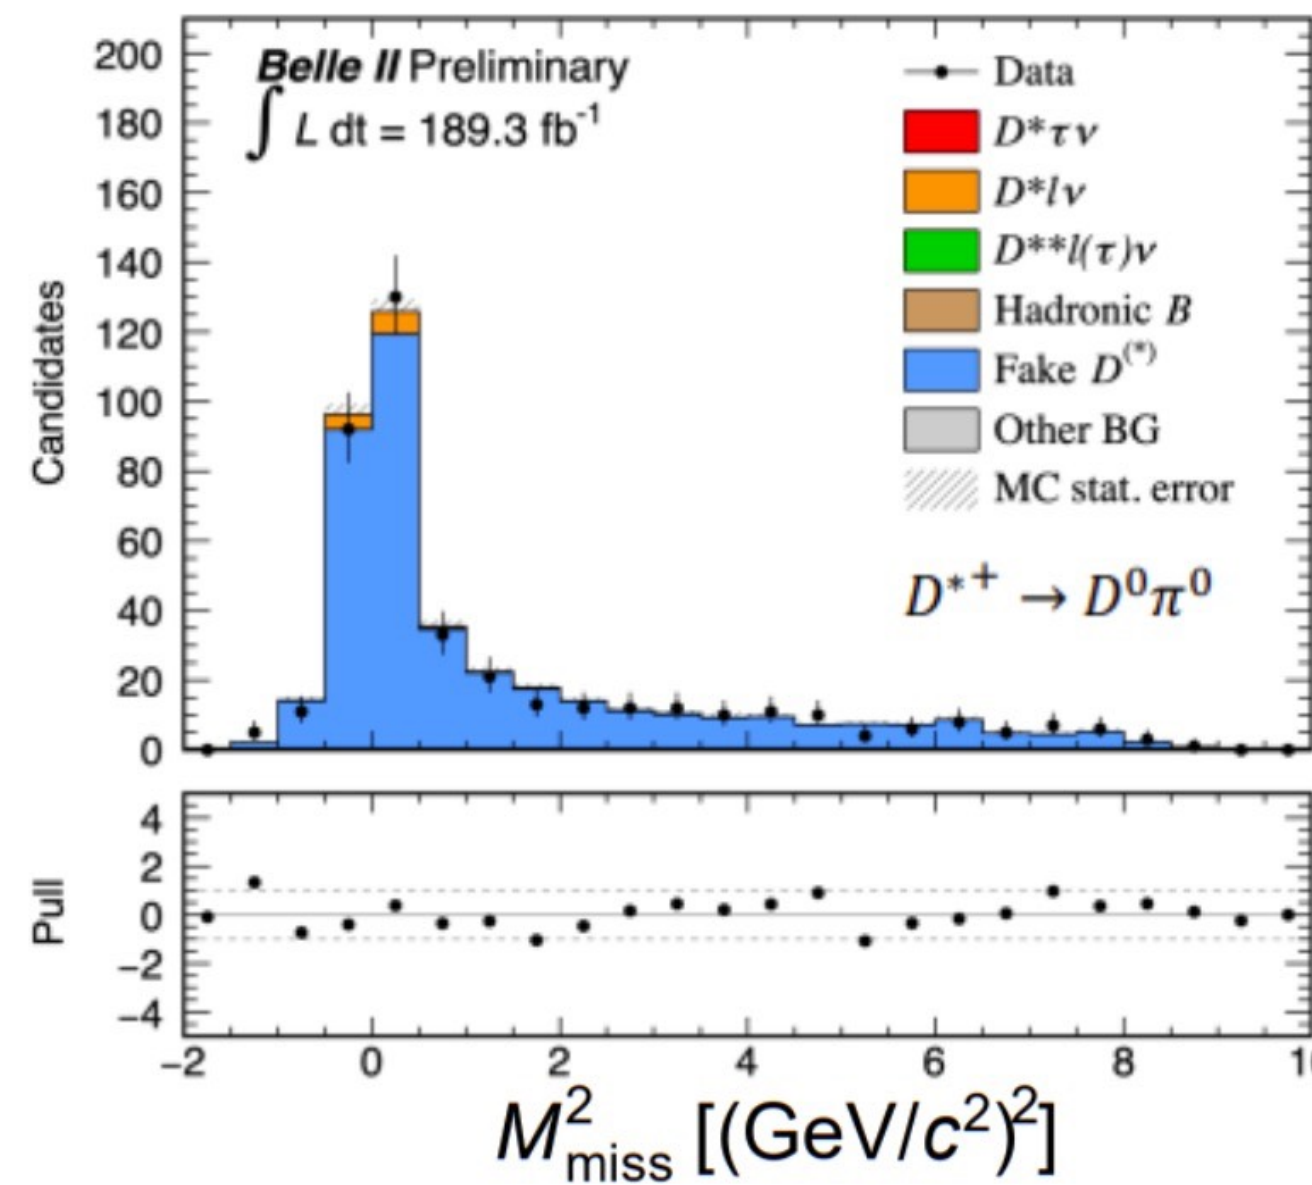 Belle II Preliminary
∫ L dt = 189.3 fb⁻¹
Data
D*τν
D*lν
D**l(τ)ν
Hadronic B
Fake D⁽*⁾
Other BG
MC stat. error
D*⁺ → D⁰π⁰
Candidates
200
180
160
140
120
100
80
60
40
20
0
Pull
4
2
0
−2
−4
−2 0 2 4 6 8
M²miss [(GeV/c²)²]